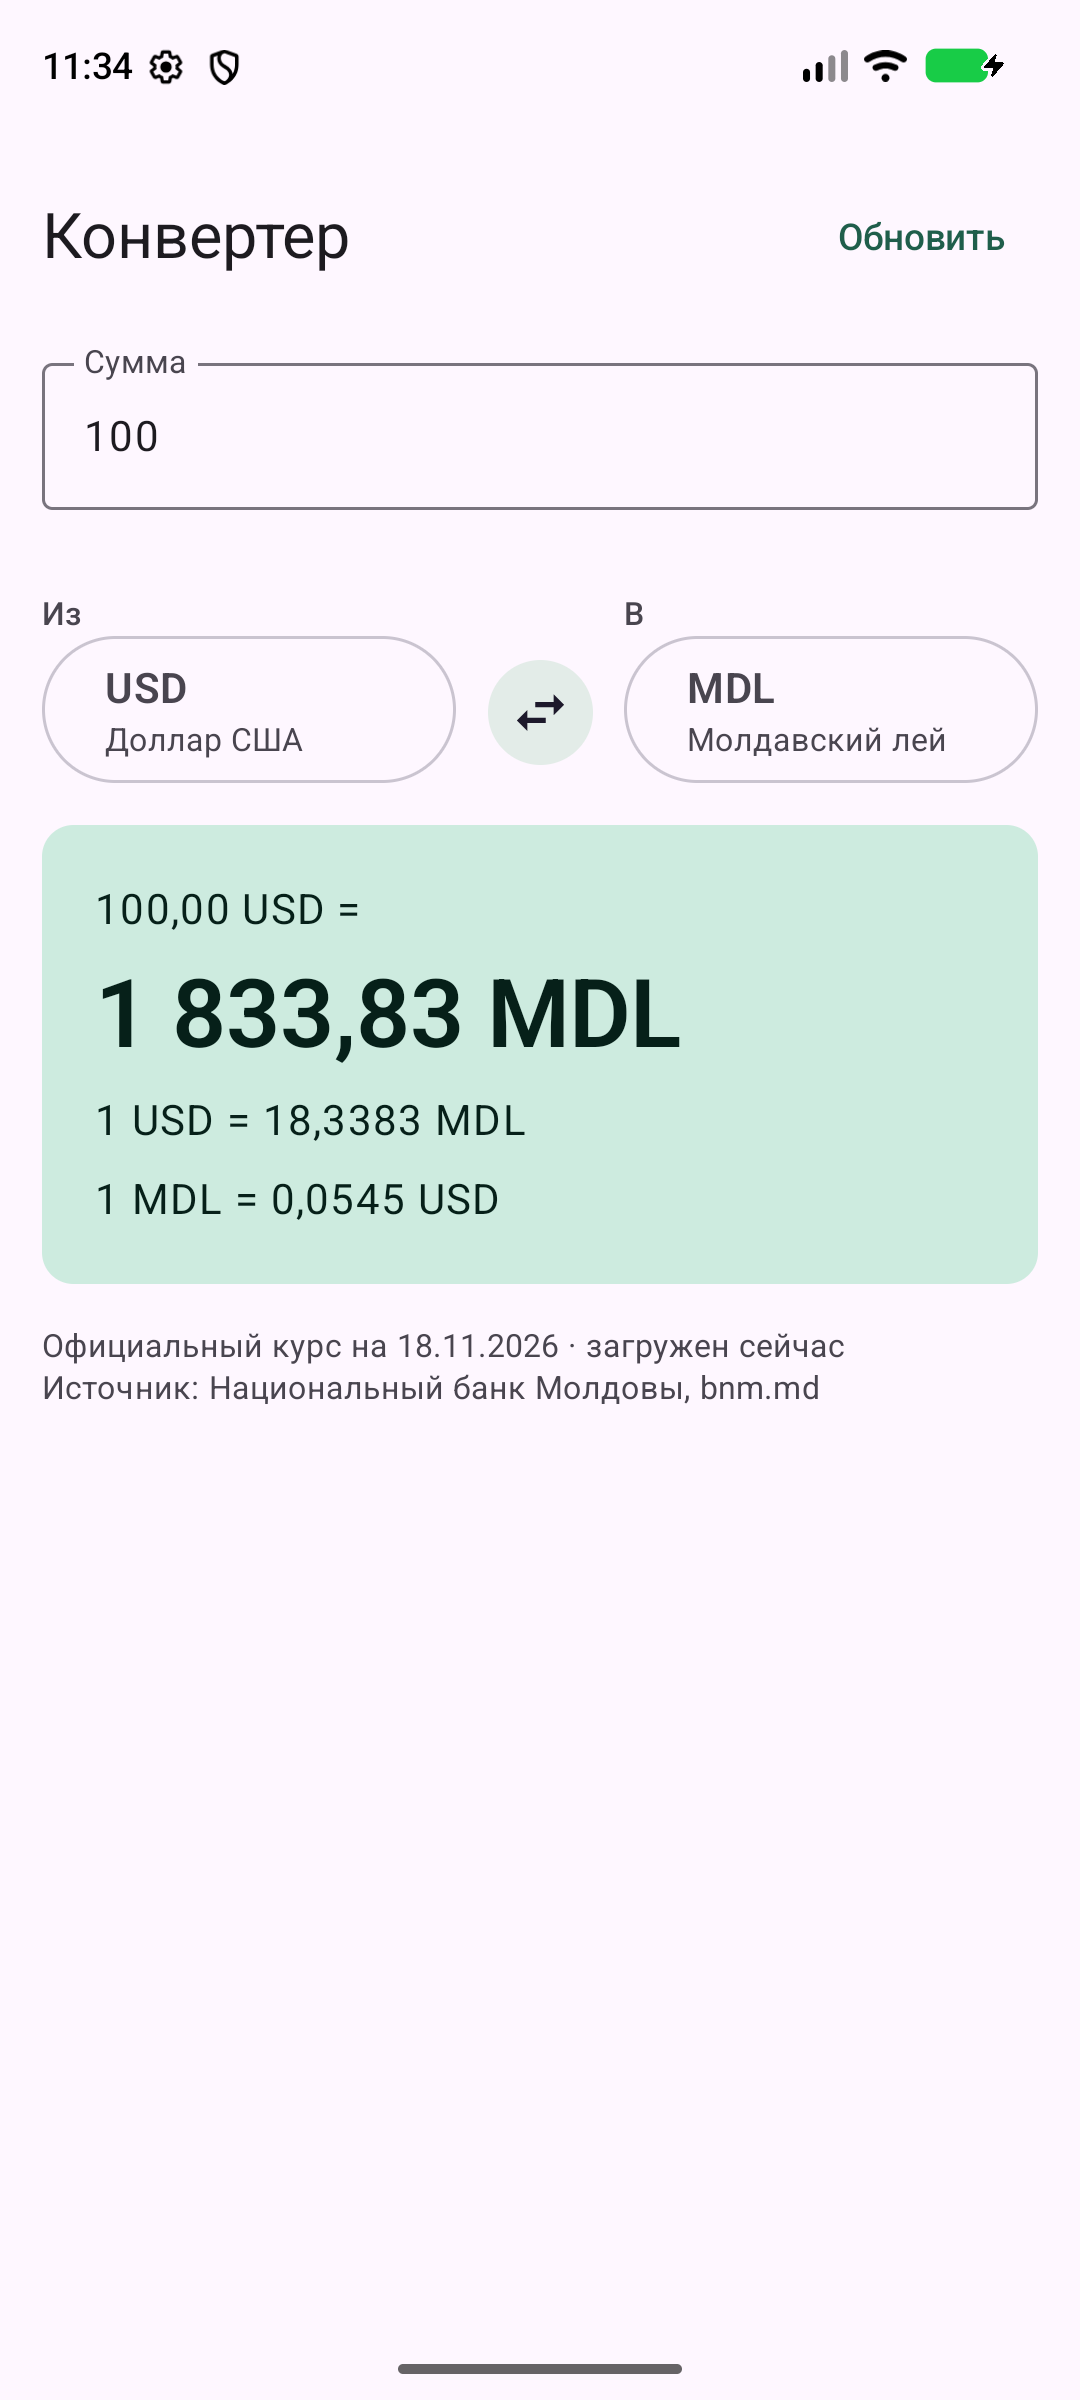 11:34
Конвертер
Обновить
Сумма
100
Из
В
USD
Доллар США
MDL
Молдавский лей
100,00 USD =
1 833,83 MDL
1 USD = 18,3383 MDL
1 MDL = 0,0545 USD
Официальный курс на 18.11.2026 · загружен сейчас
Источник: Национальный банк Молдовы, bnm.md